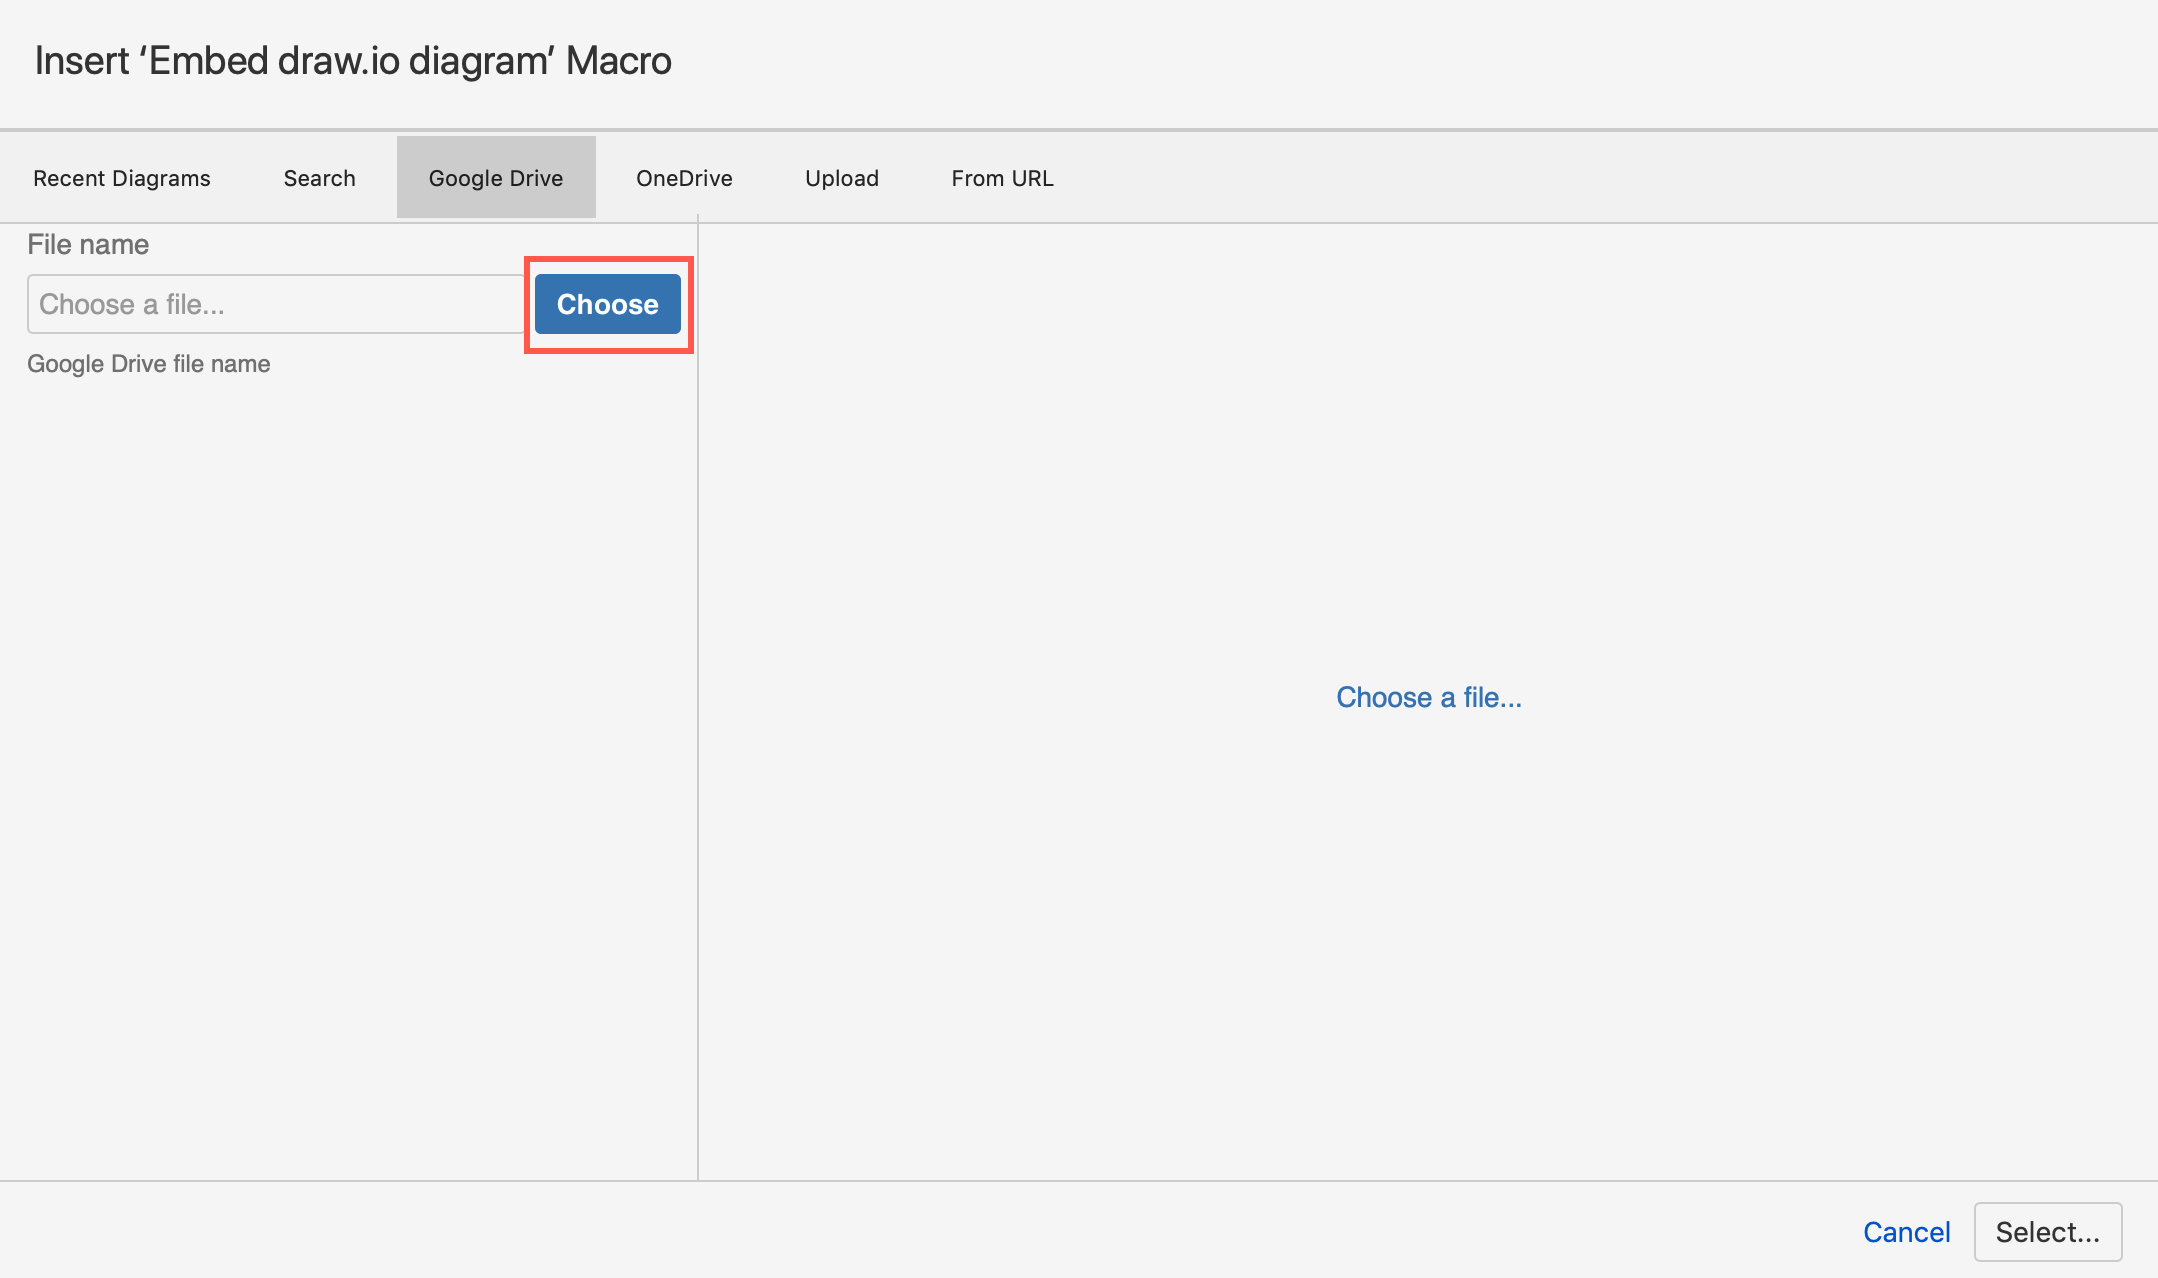 Insert ‘Embed draw.io diagram’ Macro
Recent Diagrams Search Google Drive OneDrive Upload From URL
File name
Choose a file... Choose
Google Drive file name
Choose a file...
Cancel Select...